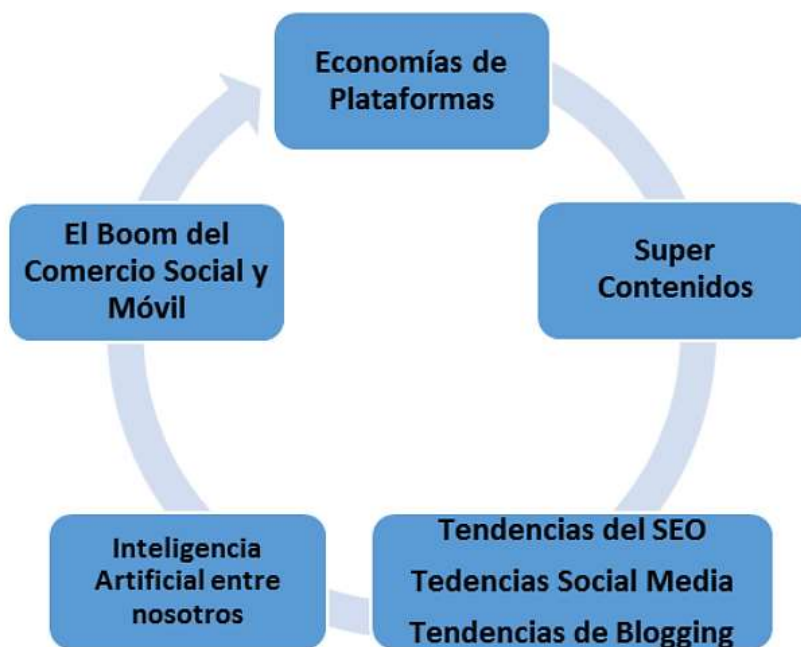 Economías de
Plataformas
Super
Contenidos
Tendencias del SEO
Tedencias Social Media
Tendencias de Blogging
Inteligencia
Artificial entre
nosotros
El Boom del
Comercio Social y
Móvil